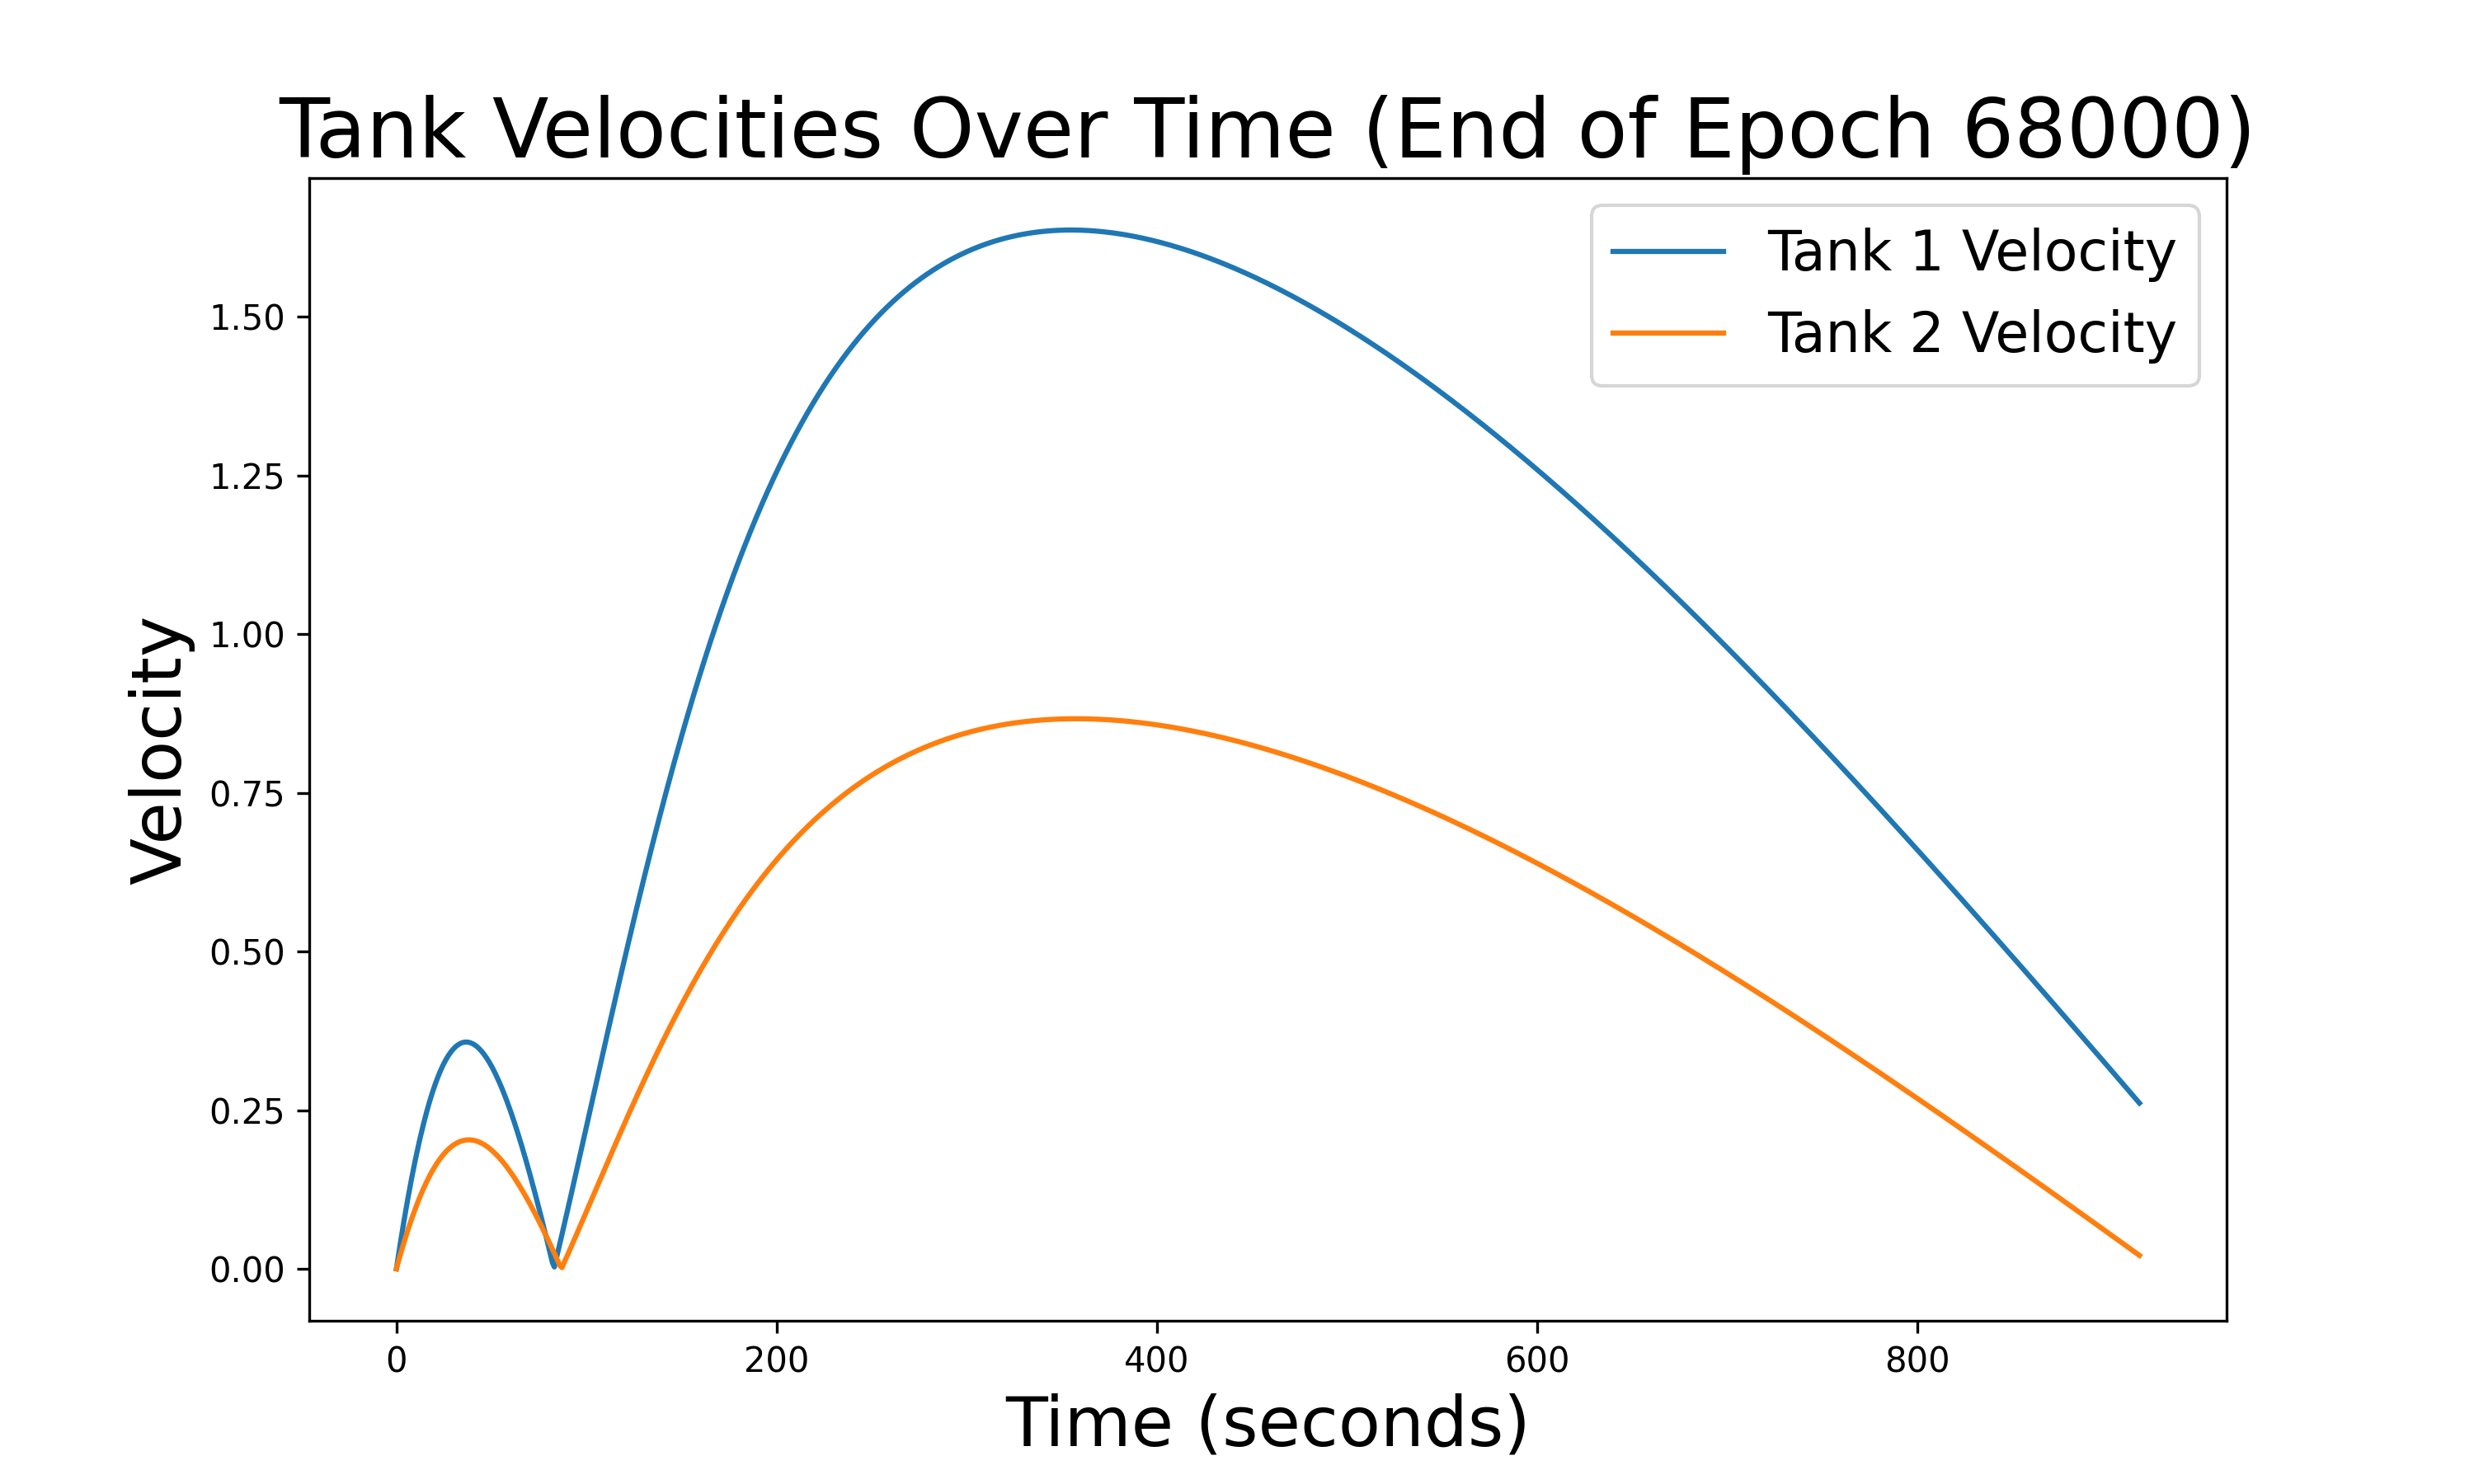 Tank Velocities Over Time (End of Epoch 68000)
Tank 1 Velocity
Tank 2 Velocity
Velocity
1.50
1.25
1.00
0.75
0.50
0.25
0.00
0 200 400 600 800
Time (seconds)